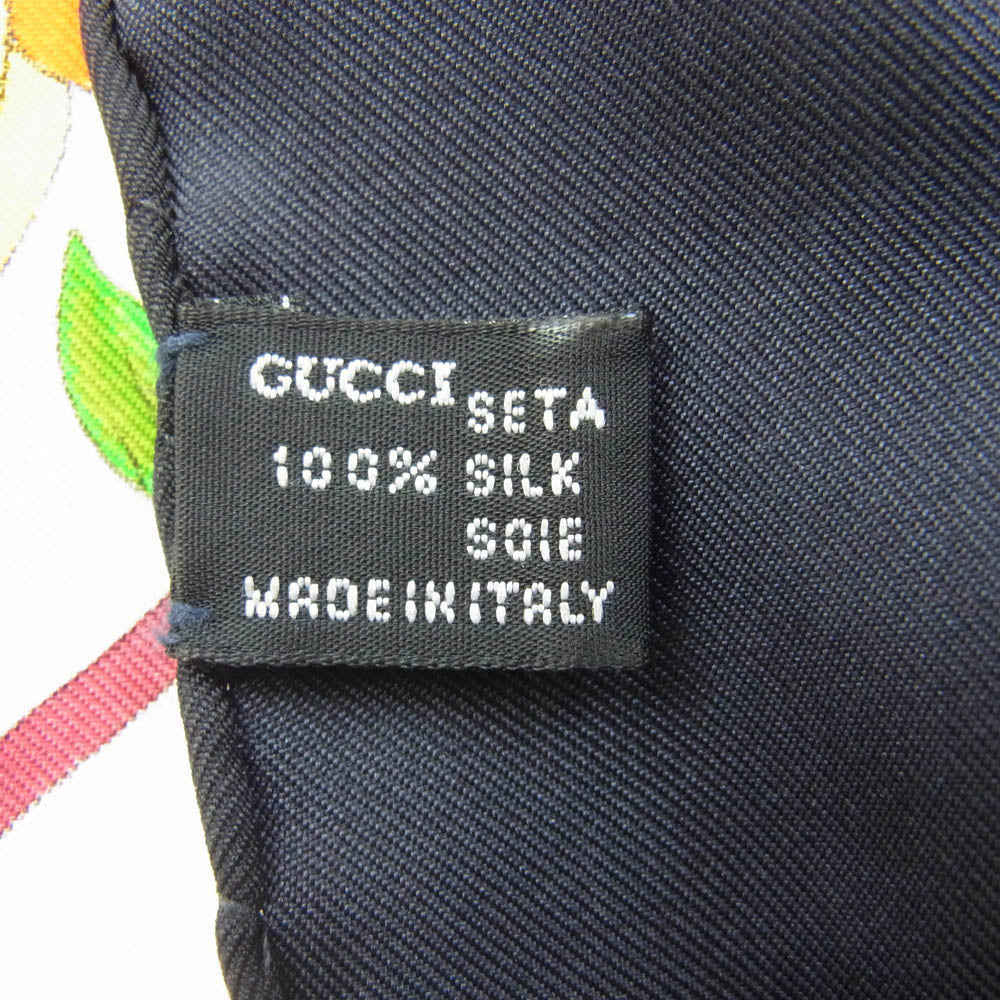 GUCCI
SETA
100% SILK
SOIE
MADE IN ITALY